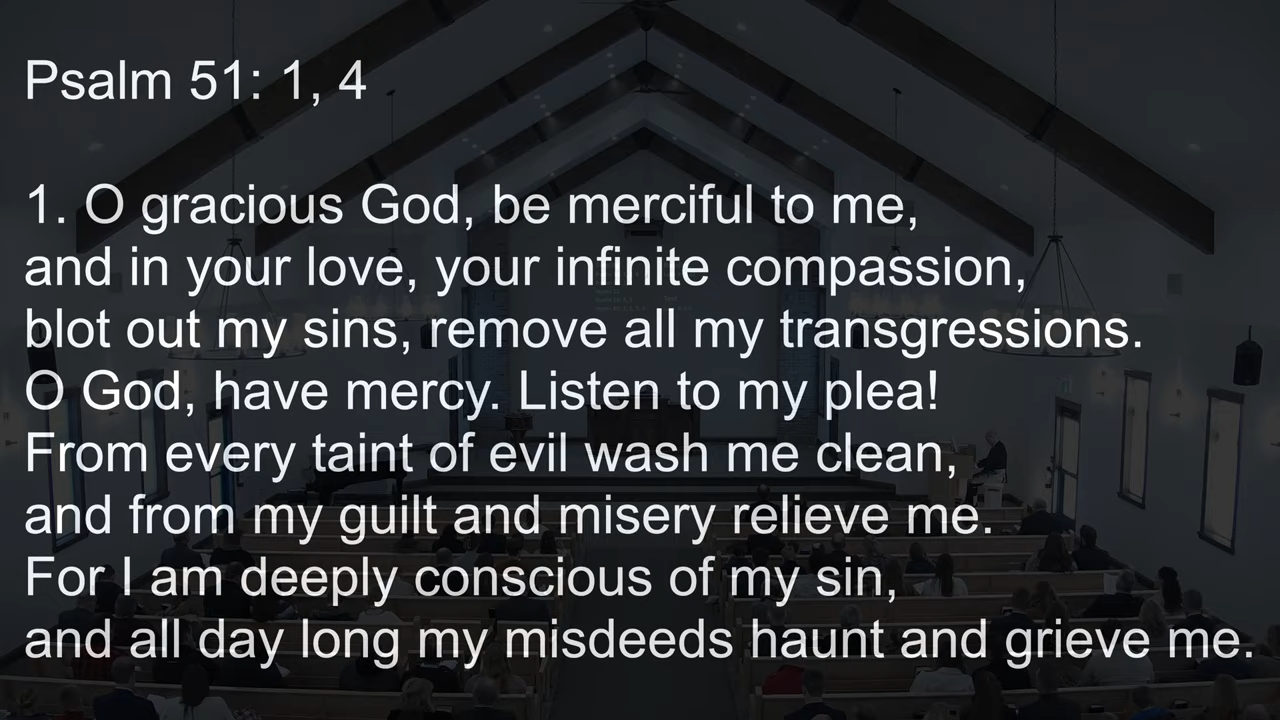 Psalm 51: 1, 4
1. O gracious God, be merciful to me,
and in your love, your infinite compassion,
blot out my sins, remove all my transgressions.
O God, have mercy. Listen to my plea!
From every taint of evil wash me clean,
and from my guilt and misery relieve me.
For I am deeply conscious of my sin,
and all day long my misdeeds haunt and grieve me.